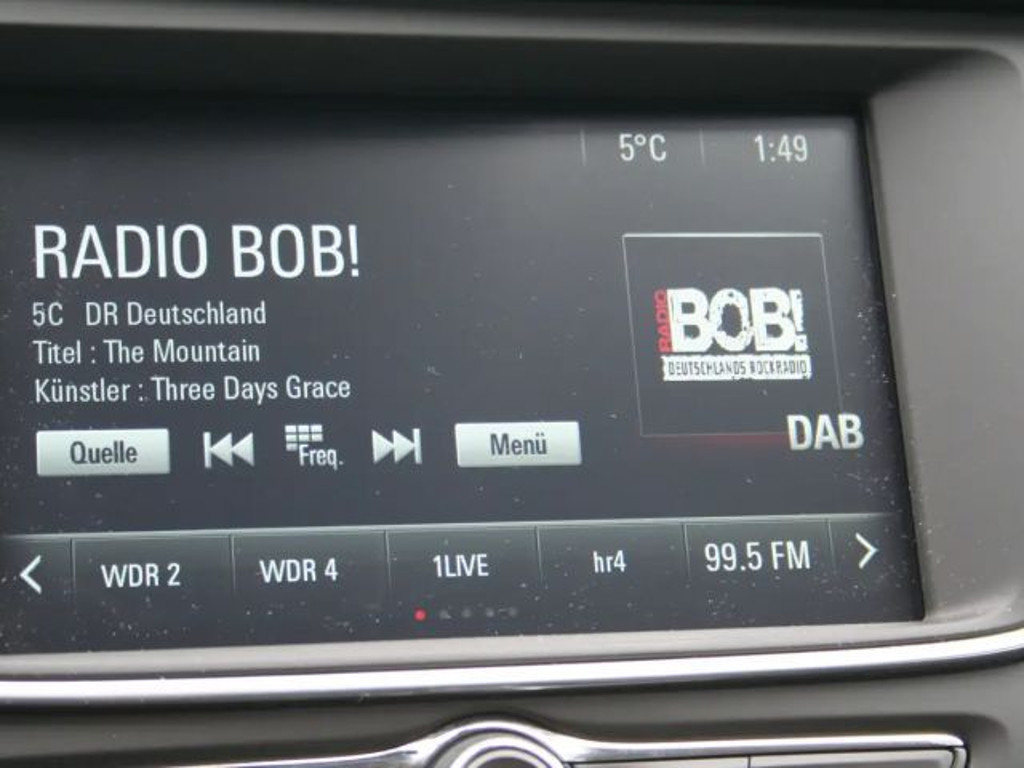 5°C 1:49
RADIO BOB!
5C DR Deutschland
Titel : The Mountain
Künstler : Three Days Grace
RADIO
BOB!
DEUTSCHLANDS ROCKRADIO
DAB
Quelle Freq. Menü
WDR 2 WDR 4 1LIVE hr4 99.5 FM